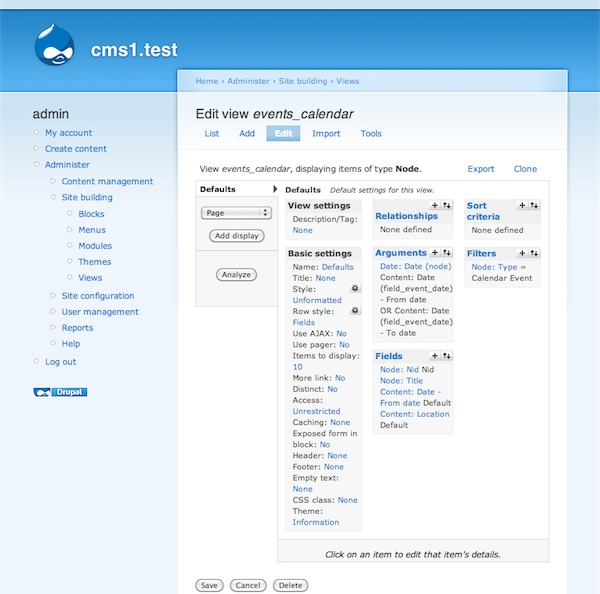 cms1.test
Home › Administer › Site building › Views
admin
My account
Create content
Administer
Content management
Site building
Blocks
Menus
Modules
Themes
Views
Site configuration
User management
Reports
Help
Log out
Drupal
Edit view events_calendar
List Add Edit Import Tools
View events_calendar, displaying items of type Node. Export Clone
Defaults
Page
Add display
Analyze
Defaults Default settings for this view.
View settings
Description/Tag:
None
Basic settings
Name: Defaults
Title: None
Style:
Unformatted
Row style:
Fields
Use AJAX: No
Use pager: No
Items to display:
10
More link: No
Distinct: No
Access:
Unrestricted
Caching: None
Exposed form in
block: No
Header: None
Footer: None
Empty text:
None
CSS class: None
Theme:
Information
Relationships
None defined
Arguments
Date: Date (node)
Content: Date
(field_event_date)
- From date
OR Content: Date
(field_event_date)
- To date
Fields
Node: Nid Nid
Node: Title
Content: Date -
From date Default
Content: Location
Default
Sort
criteria
None defined
Filters
Node: Type =
Calendar Event
Click on an item to edit that item's details.
Save Cancel Delete